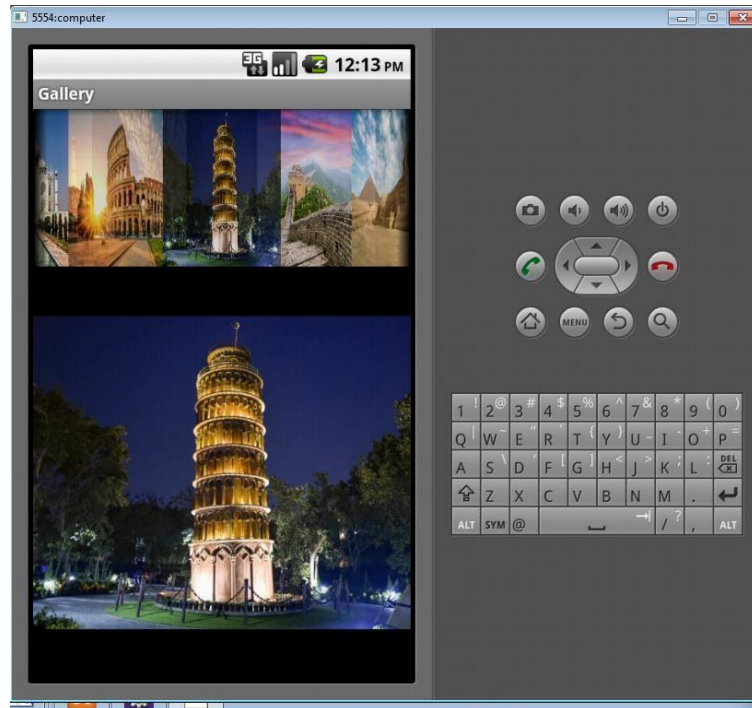 5554:computer
3G 12:13 PM
Gallery
MENU
1 ! 2 @ 3 # 4 $ 5 % 6 ^ 7 & 8 * 9 ( 0 )
Q | W ~ E " R ` T { Y } U _ I - O + P =
A S \ D ' F [ G ] H < J > K ; L : DEL
Z X C V B N M .
ALT SYM @ / ? , ALT